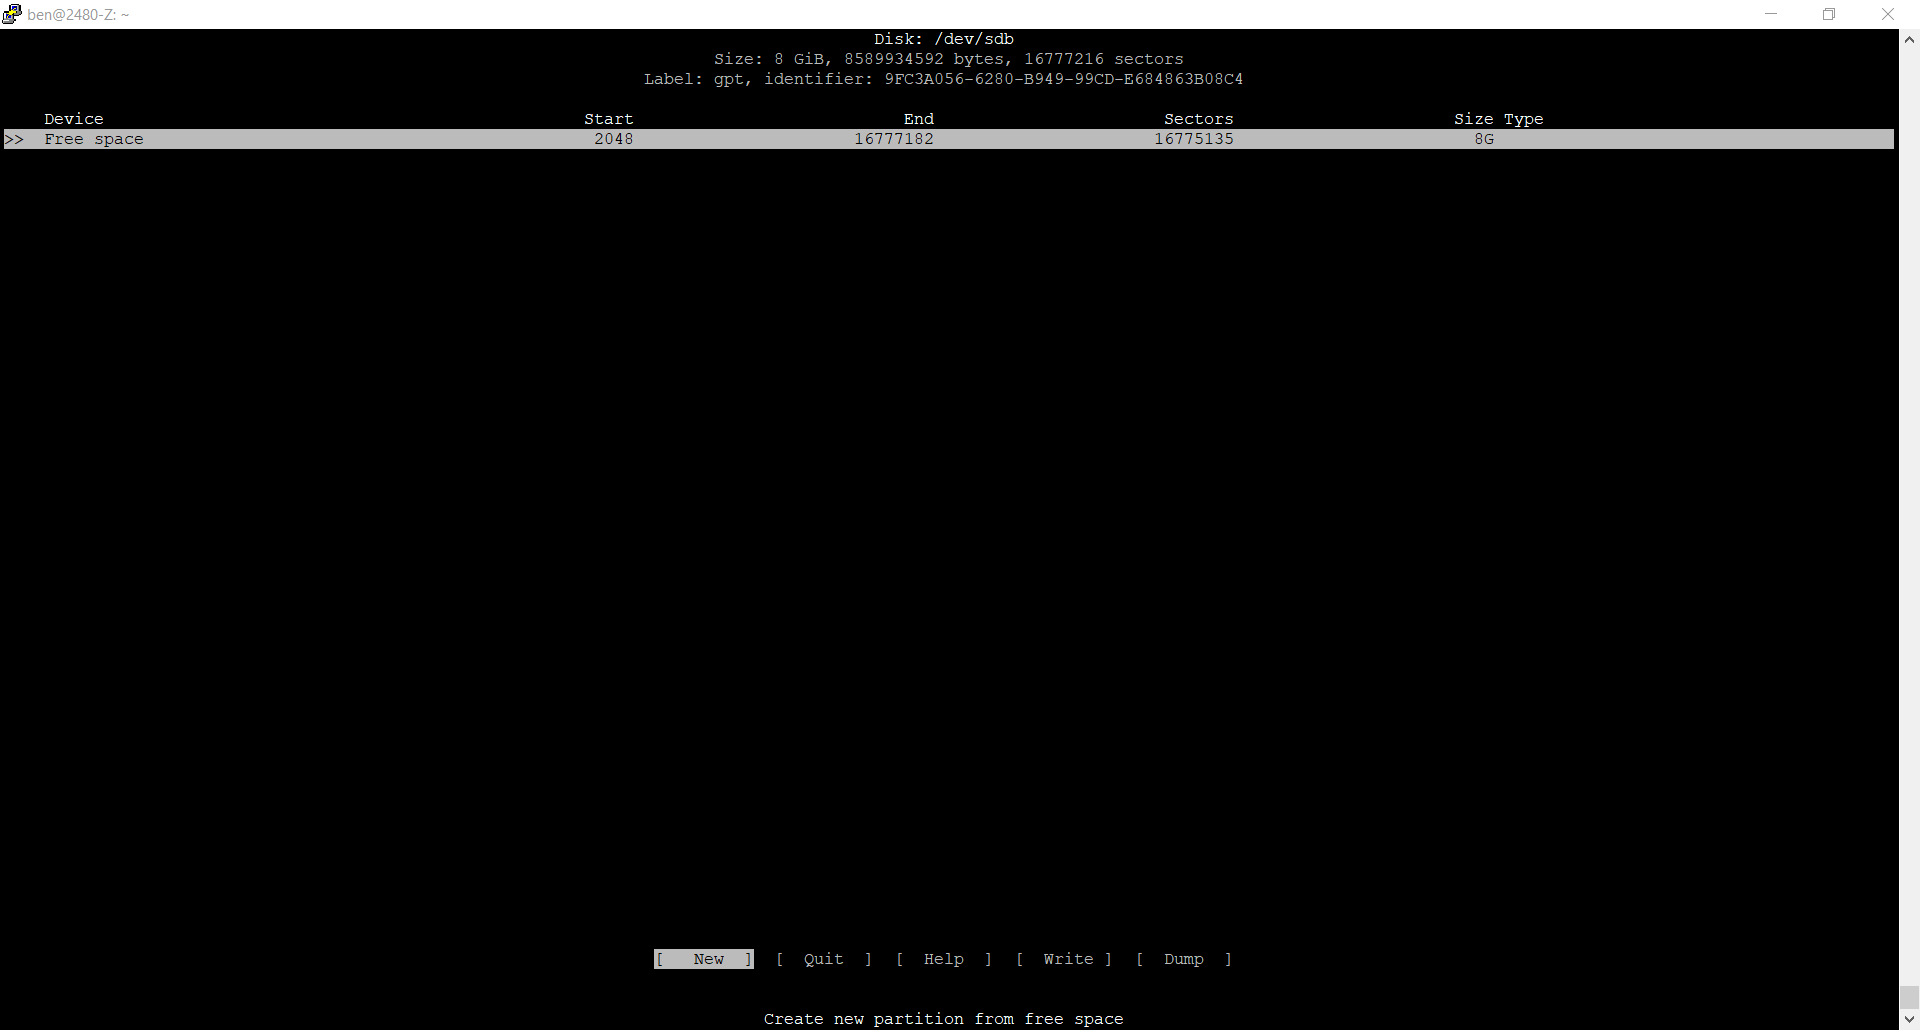 ben@2480-Z: ~
Disk: /dev/sdb
Size: 8 GiB, 8589934592 bytes, 16777216 sectors
Label: gpt, identifier: 9FC3A056-6280-B949-99CD-E684863B08C4
Device Start End Sectors Size Type
>> Free space 2048 16777182 16775135 8G
[ New ] [ Quit ] [ Help ] [ Write ] [ Dump ]
Create new partition from free space